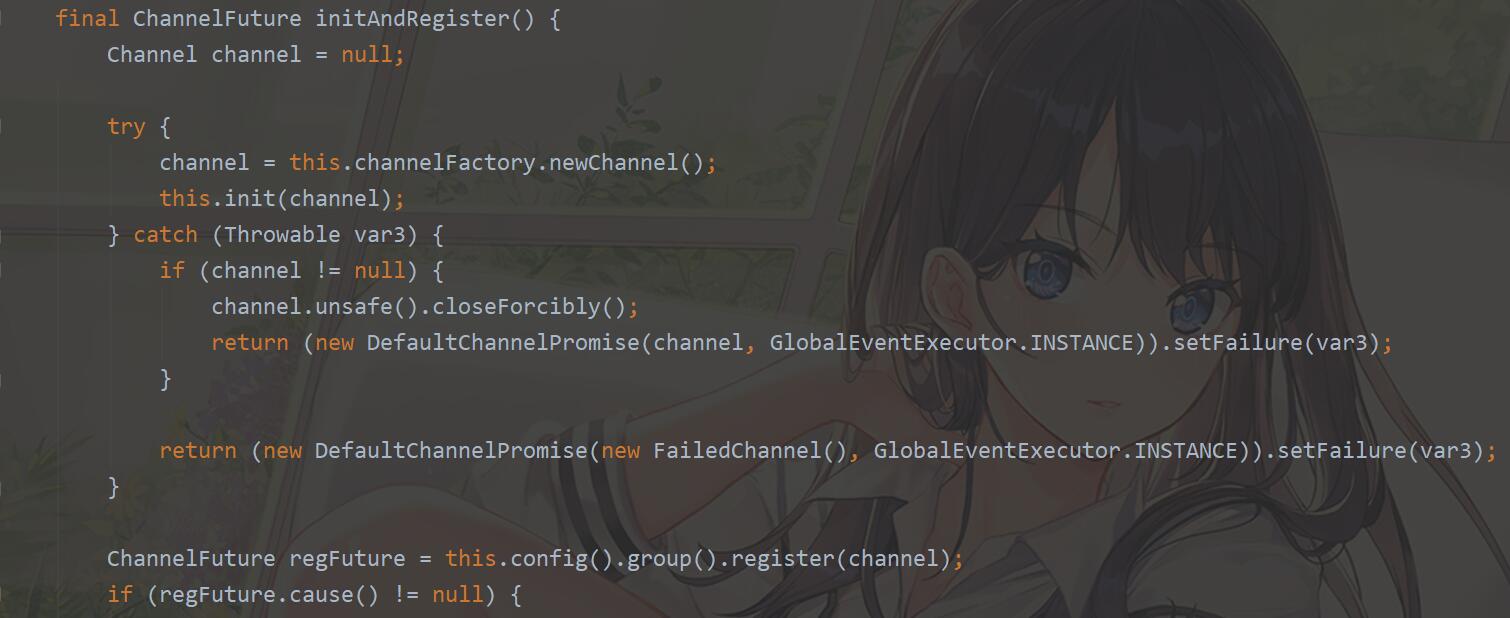 final ChannelFuture initAndRegister() {
    Channel channel = null;
    try {
        channel = this.channelFactory.newChannel();
        this.init(channel);
    } catch (Throwable var3) {
        if (channel != null) {
            channel.unsafe().closeForcibly();
            return (new DefaultChannelPromise(channel, GlobalEventExecutor.INSTANCE)).setFailure(var3);
        }
        return (new DefaultChannelPromise(new FailedChannel(), GlobalEventExecutor.INSTANCE)).setFailure(var3);
    }
    ChannelFuture regFuture = this.config().group().register(channel);
    if (regFuture.cause() != null) {